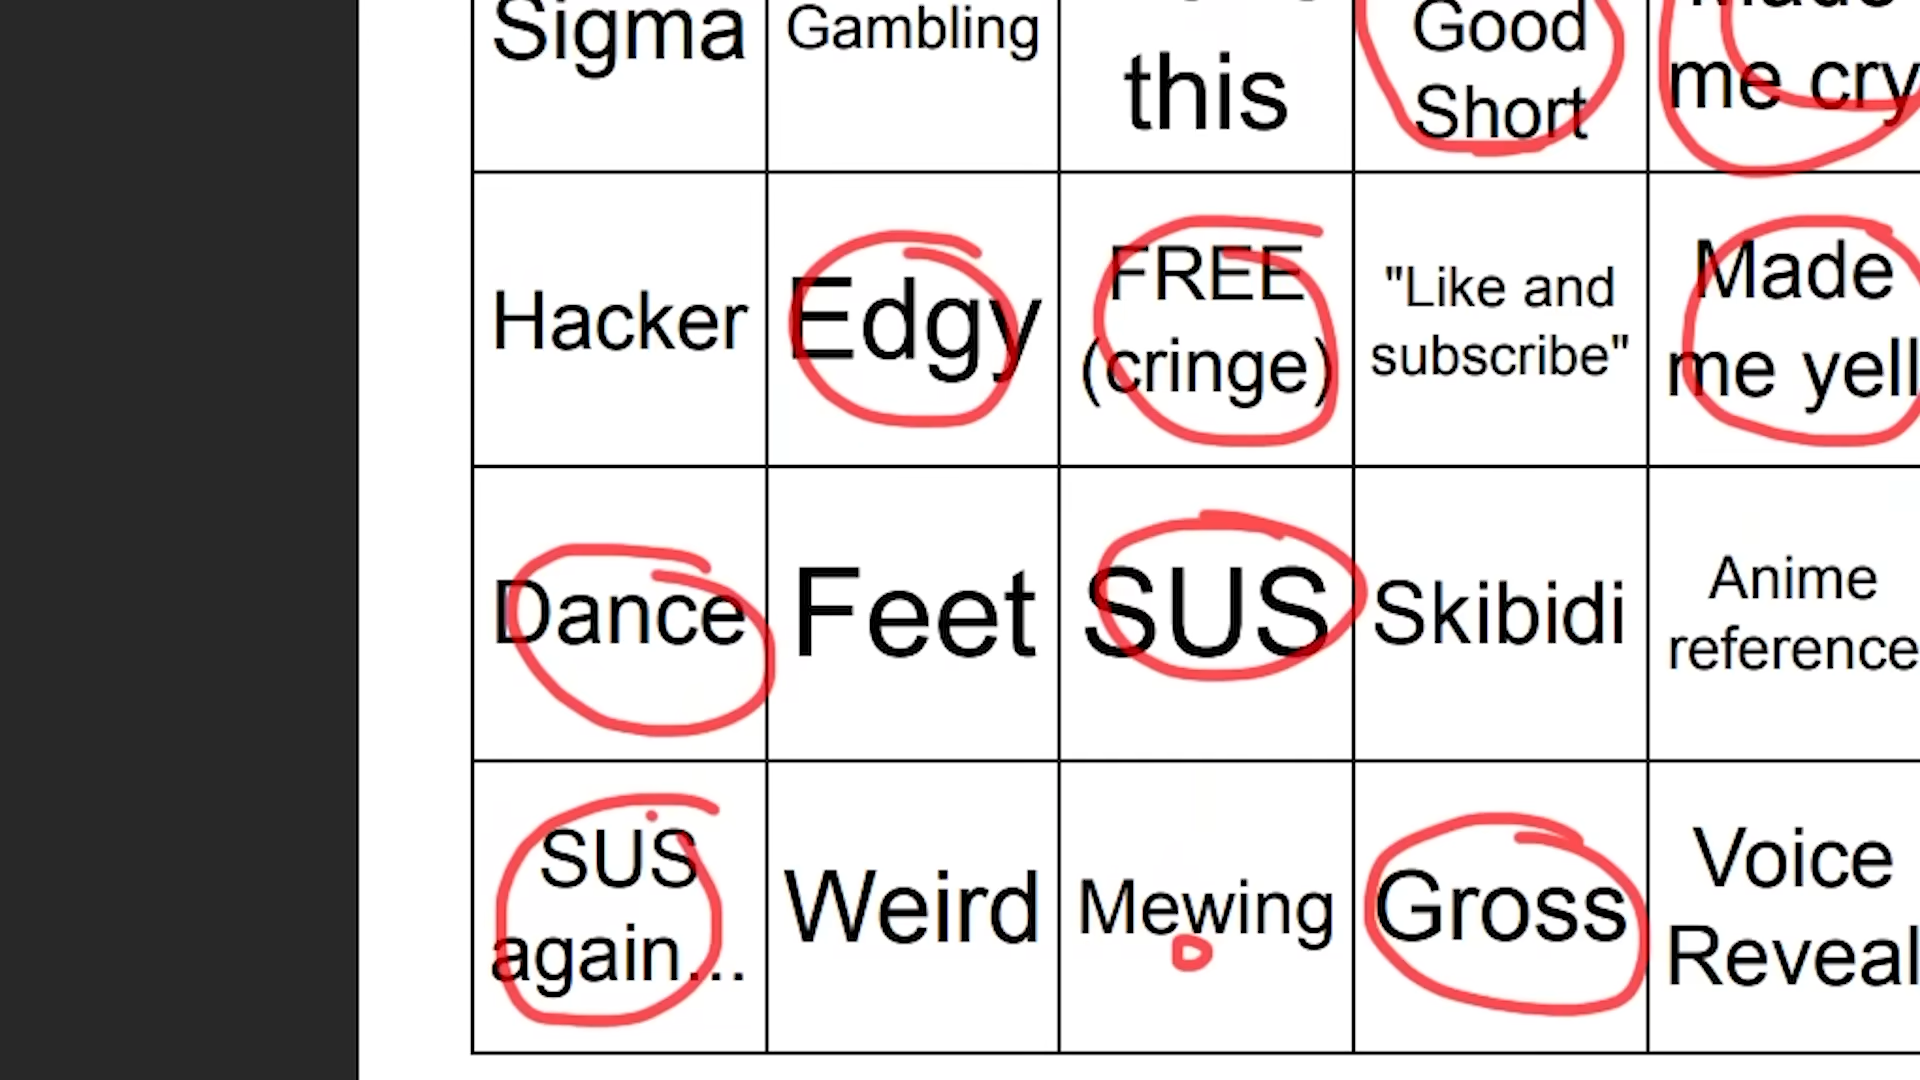 Sigma
Gambling
this
Good
Short
Made
me cry
Hacker
Edgy
FREE
(cringe)
"Like and
subscribe"
Made
me yell
Dance
Feet
SUS
Skibidi
Anime
reference
SUS
again...
Weird
Mewing
Gross
Voice
Reveal